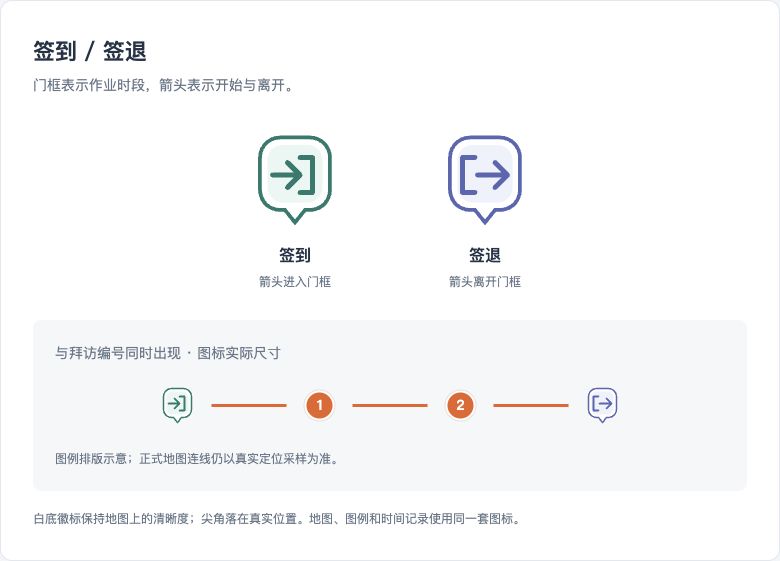 签到 / 签退
门框表示作业时段，箭头表示开始与离开。
签到
签退
箭头进入门框
箭头离开门框
与拜访编号同时出现 · 图标实际尺寸
1
2
图例排版示意；正式地图连线仍以真实定位采样为准。
白底徽标保持地图上的清晰度；尖角落在真实位置。地图、图例和时间记录使用同一套图标。